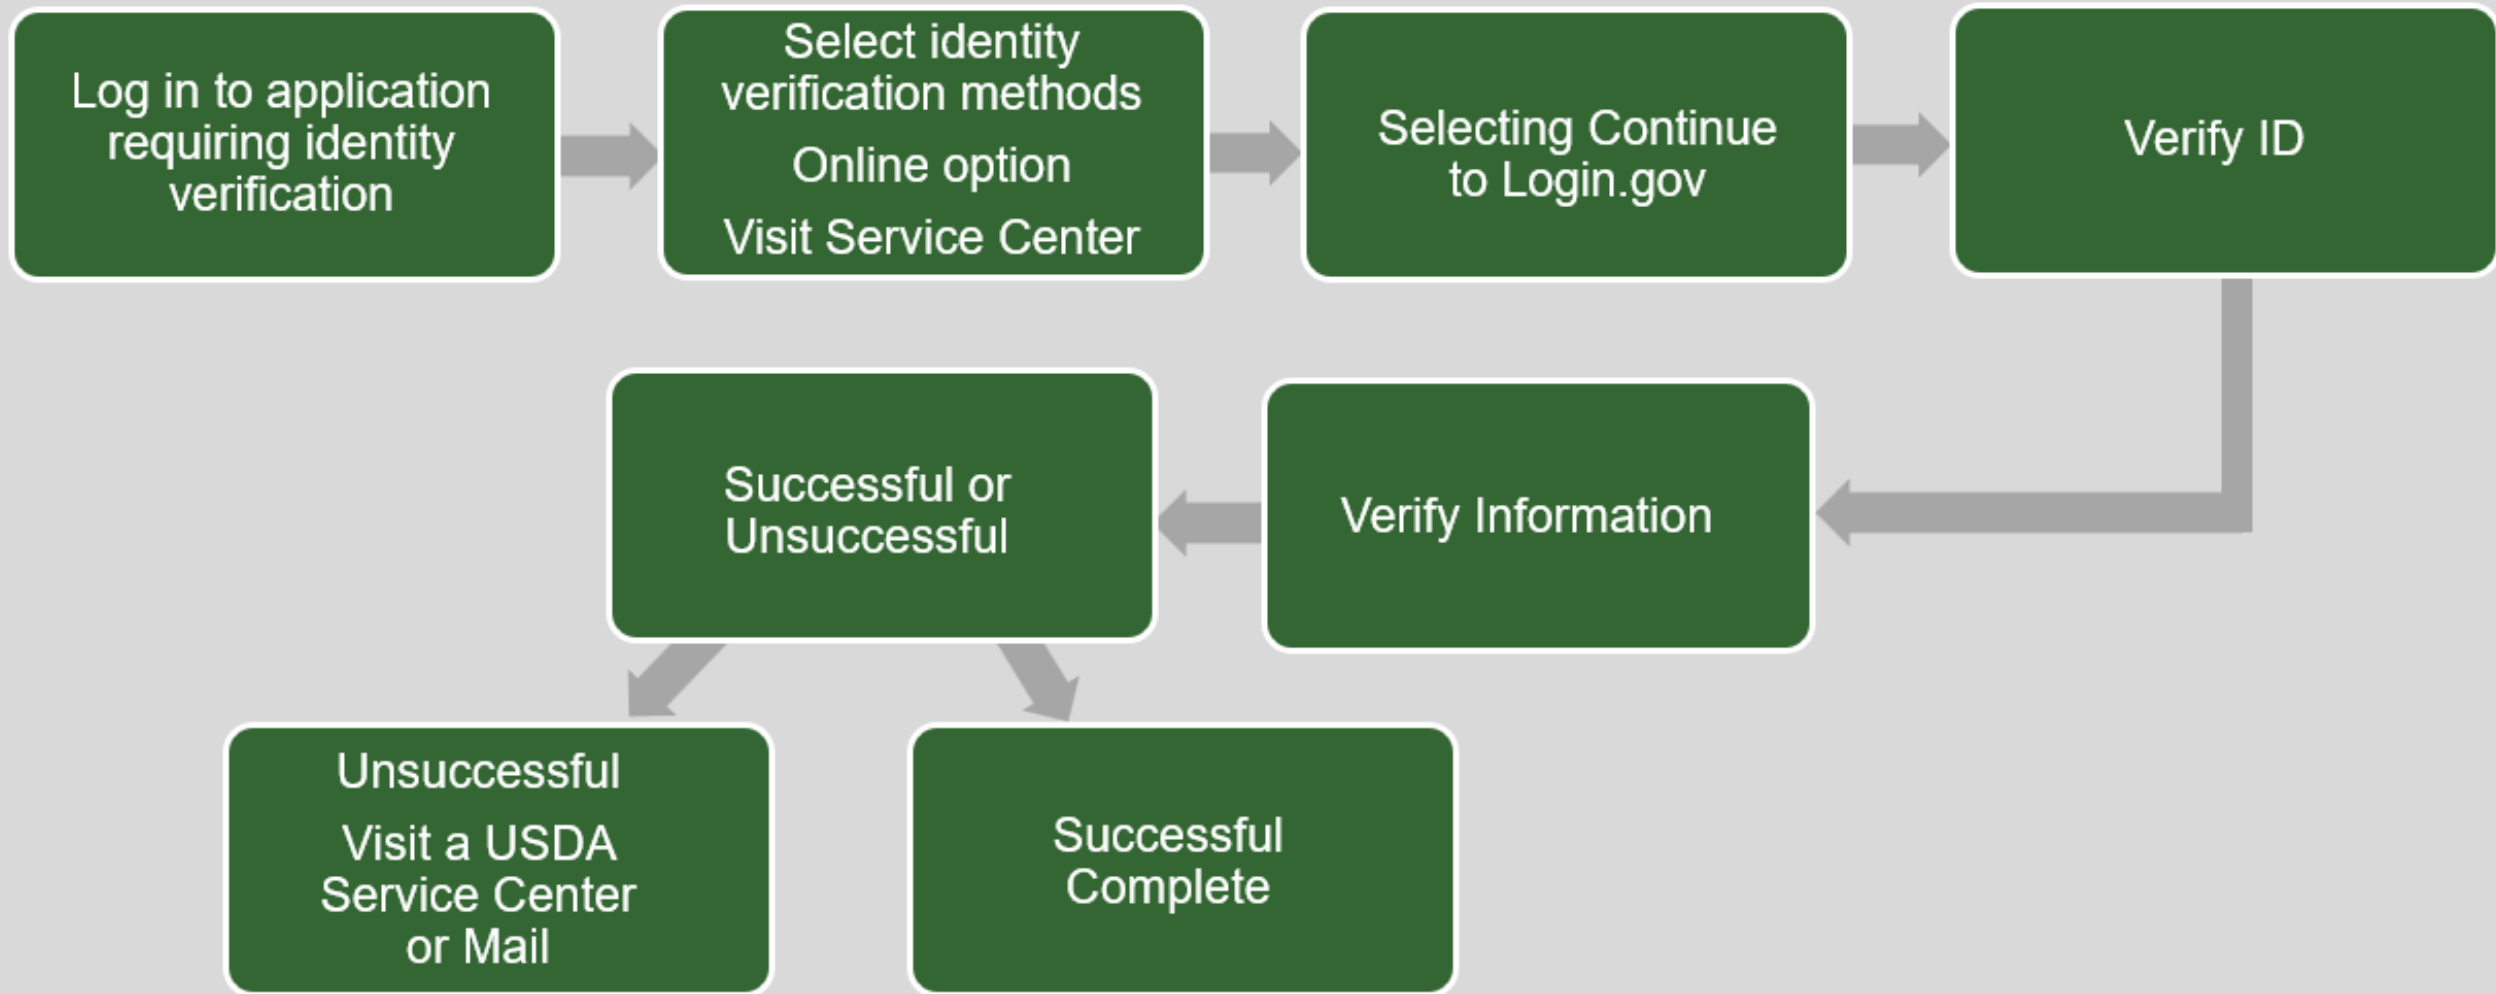 Log in to application
requiring identity
verification
Select identity
verification methods
Online option
Visit Service Center
Selecting Continue
to Login.gov
Verify ID
Verify Information
Successful or
Unsuccessful
Unsuccessful
Visit a USDA
Service Center
or Mail
Successful
Complete